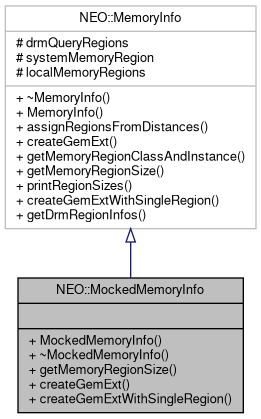 NEO::MemoryInfo
# drmQueryRegions
# systemMemoryRegion
# localMemoryRegions
+ ~MemoryInfo()
+ MemoryInfo()
+ assignRegionsFromDistances()
+ createGemExt()
+ getMemoryRegionClassAndInstance()
+ getMemoryRegionSize()
+ printRegionSizes()
+ createGemExtWithSingleRegion()
+ getDrmRegionInfos()
NEO::MockedMemoryInfo
+ MockedMemoryInfo()
+ ~MockedMemoryInfo()
+ getMemoryRegionSize()
+ createGemExt()
+ createGemExtWithSingleRegion()